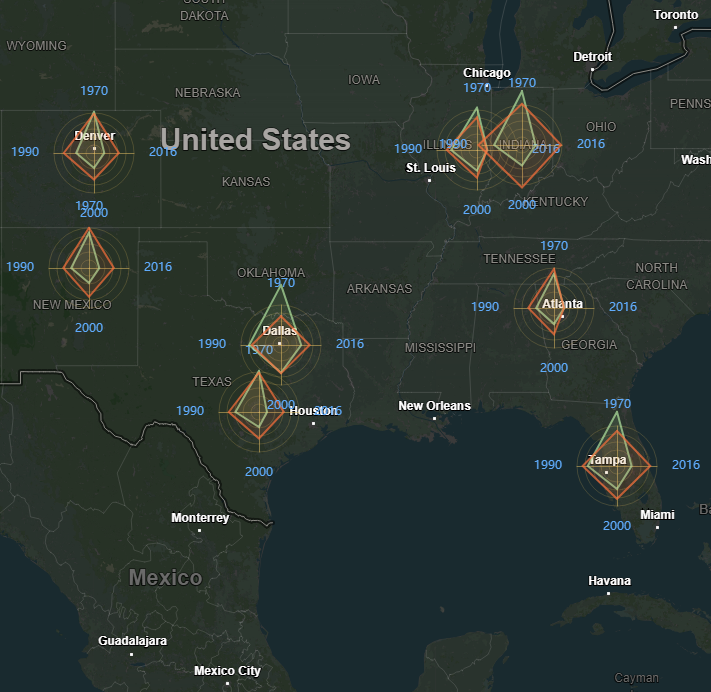 SOUTH
DAKOTA
Toronto
WYOMING
Detroit
Chicago
IOWA
1970
1970
1970
NEBRASKA
PENNS
OHIO
Denver
United States
1990
2016
ILLINOIS
INDIANA
1990
1990
2016
2016
Wash
St. Louis
KANSAS
1970
2000
2000
2000
KENTUCKY
1970
TENNESSEE
1990
2016
OKLAHOMA
NORTH
CAROLINA
1970
ARKANSAS
NEW MEXICO
1990
Atlanta
2016
2000
Dallas
1990
2016
GEORGIA
MISSISSIPPI
1970
2000
TEXAS
1990
2000
Houston
2016
New Orleans
1970
2000
Tampa
1990
2016
Ba
Monterrey
Miami
2000
Mexico
Havana
Guadalajara
Mexico City
Cayman